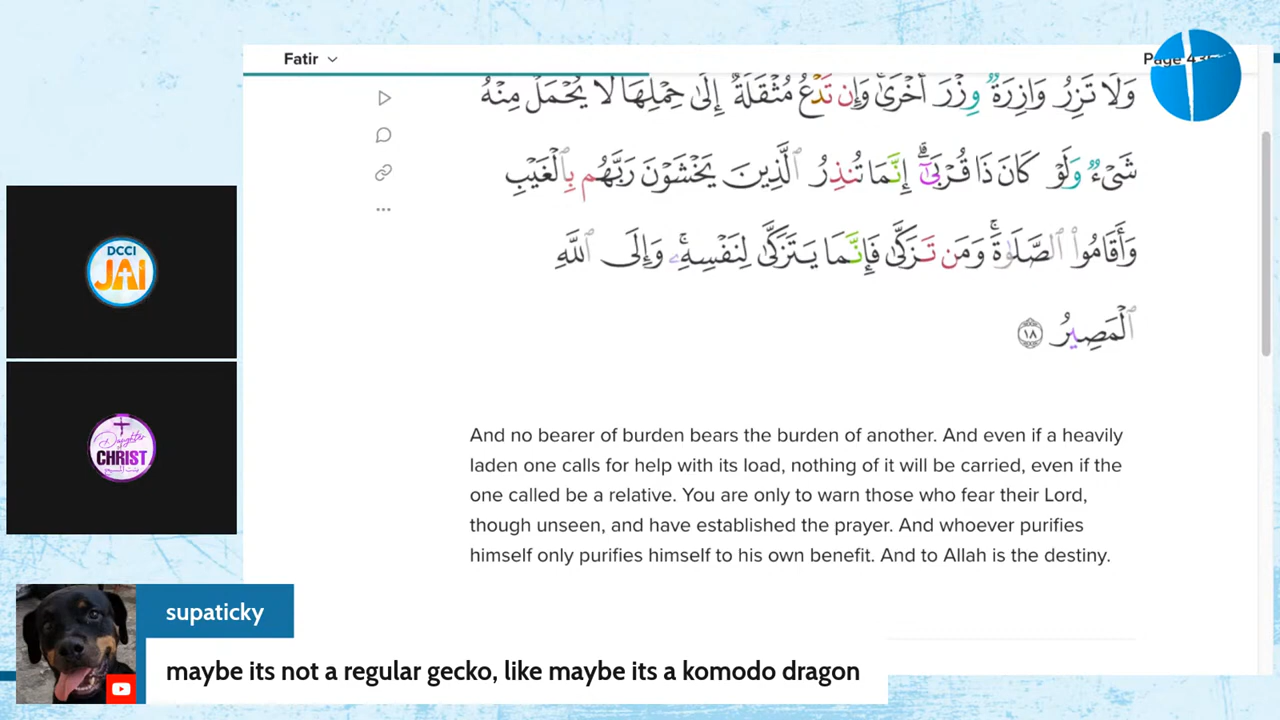 Fatir
وَلَا تَزِرُ وَازِرَةٌ وِزْرَ أُخْرَىٰ وَإِن تَدْعُ مُثْقَلَةٌ إِلَىٰ حِمْلِهَا لَا يُحْمَلْ مِنْهُ
شَىْءٌ وَلَوْ كَانَ ذَا قُرْبَىٰٓ ۗ إِنَّمَا تُنذِرُ ٱلَّذِينَ يَخْشَوْنَ رَبَّهُم بِٱلْغَيْبِ
وَأَقَامُوا۟ ٱلصَّلَوٰةَ ۚ وَمَن تَزَكَّىٰ فَإِنَّمَا يَتَزَكَّىٰ لِنَفْسِهِۦ ۚ وَإِلَى ٱللَّهِ
ٱلْمَصِيرُ ١٨
And no bearer of burden bears the burden of another. And even if a heavily
laden one calls for help with its load, nothing of it will be carried, even if the
one called be a relative. You are only to warn those who fear their Lord,
though unseen, and have established the prayer. And whoever purifies
himself only purifies himself to his own benefit. And to Allah is the destiny.
DCCI
JAI
Daughter
of
CHRIST
supaticky
maybe its not a regular gecko, like maybe its a komodo dragon